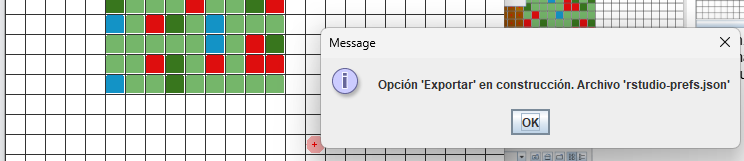 Message
Opción 'Exportar' en construcción. Archivo 'rstudio-prefs.json'
OK